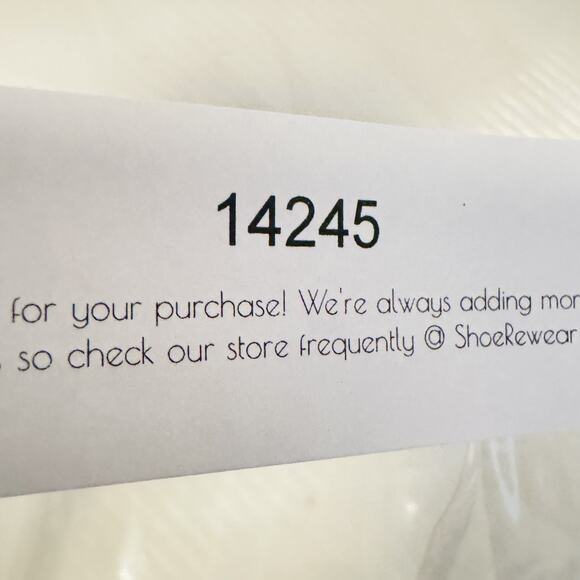 14245
for your purchase! We're always adding mor
so check our store frequently @ ShoeRewear